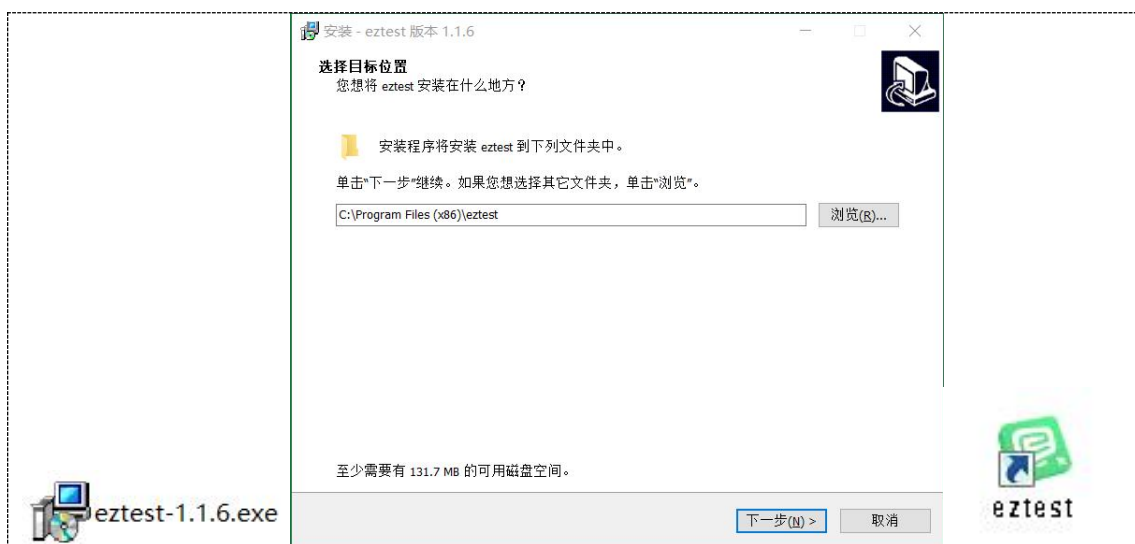 安装 - eztest 版本 1.1.6
选择目标位置
您想将 eztest 安装在什么地方？
安装程序将安装 eztest 到下列文件夹中。
单击“下一步”继续。如果您想选择其它文件夹，单击“浏览”。
C:\Program Files (x86)\eztest
浏览(R)...
至少需要有 131.7 MB 的可用磁盘空间。
下一步(N) >
取消
eztest-1.1.6.exe
eztest